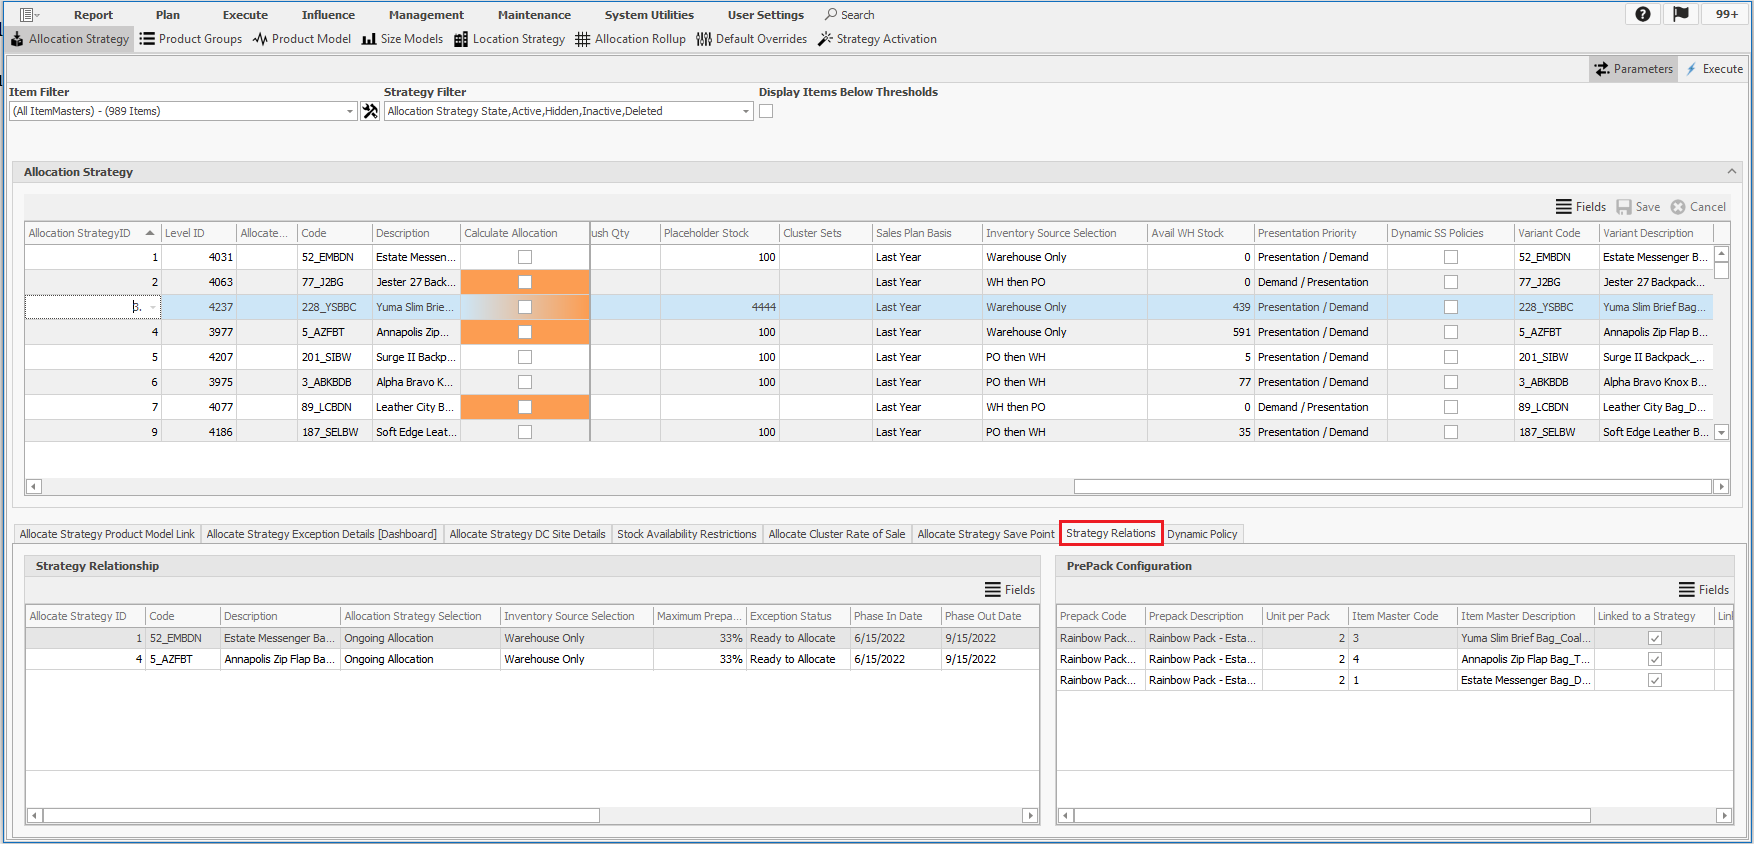 Report Plan Execute Influence Management Maintenance System Utilities User Settings Search 99+
Allocation Strategy Product Groups Product Model Size Models Location Strategy Allocation Rollup Default Overrides Strategy Activation
Parameters Execute
Item Filter Strategy Filter Display Items Below Thresholds
(All ItemMasters) - (989 Items) Allocation Strategy State,Active,Hidden,Inactive,Deleted
Allocation Strategy
Fields Save Cancel
Allocation StrategyID Level ID Allocate... Code Description Calculate Allocation ush Qty Placeholder Stock Cluster Sets Sales Plan Basis Inventory Source Selection Avail WH Stock Presentation Priority Dynamic SS Policies Variant Code Variant Description
1 4031 52_EMBDN Estate Messen... 100 Last Year Warehouse Only 0 Presentation / Demand 52_EMBDN Estate Messenger B...
2 4063 77_J2BG Jester 27 Back... Last Year WH then PO 0 Demand / Presentation 77_J2BG Jester 27 Backpack...
3. 4237 228_YSBBC Yuma Slim Brie... 4444 Last Year Warehouse Only 439 Presentation / Demand 228_YSBBC Yuma Slim Brief Bag...
4 3977 5_AZFBT Annapolis Zip... 100 Last Year Warehouse Only 591 Presentation / Demand 5_AZFBT Annapolis Zip Flap B...
5 4207 201_SIBW Surge II Backp... 100 Last Year PO then WH 5 Presentation / Demand 201_SIBW Surge II Backpack_...
6 3975 3_ABKBDB Alpha Bravo K... 100 Last Year PO then WH 77 Presentation / Demand 3_ABKBDB Alpha Bravo Knox B...
7 4077 89_LCBDN Leather City B... Last Year WH then PO 0 Demand / Presentation 89_LCBDN Leather City Bag_D...
9 4186 187_SELBW Soft Edge Leat... 100 Last Year PO then WH 35 Presentation / Demand 187_SELBW Soft Edge Leather B...
Allocate Strategy Product Model Link Allocate Strategy Exception Details [Dashboard] Allocate Strategy DC Site Details Stock Availability Restrictions Allocate Cluster Rate of Sale Allocate Strategy Save Point Strategy Relations Dynamic Policy
Strategy Relationship
Fields
Allocate Strategy ID Code Description Allocation Strategy Selection Inventory Source Selection Maximum Prepa... Exception Status Phase In Date Phase Out Date
1 52_EMBDN Estate Messenger Ba... Ongoing Allocation Warehouse Only 33% Ready to Allocate 6/15/2022 9/15/2022
4 5_AZFBT Annapolis Zip Flap Ba... Ongoing Allocation Warehouse Only 33% Ready to Allocate 6/15/2022 9/15/2022
PrePack Configuration
Fields
Prepack Code Prepack Description Unit per Pack Item Master Code Item Master Description Linked to a Strategy Linl
Rainbow Pack... Rainbow Pack - Esta... 2 3 Yuma Slim Brief Bag_Coal...
Rainbow Pack... Rainbow Pack - Esta... 2 4 Annapolis Zip Flap Bag_T...
Rainbow Pack... Rainbow Pack - Esta... 2 1 Estate Messenger Bag_D...